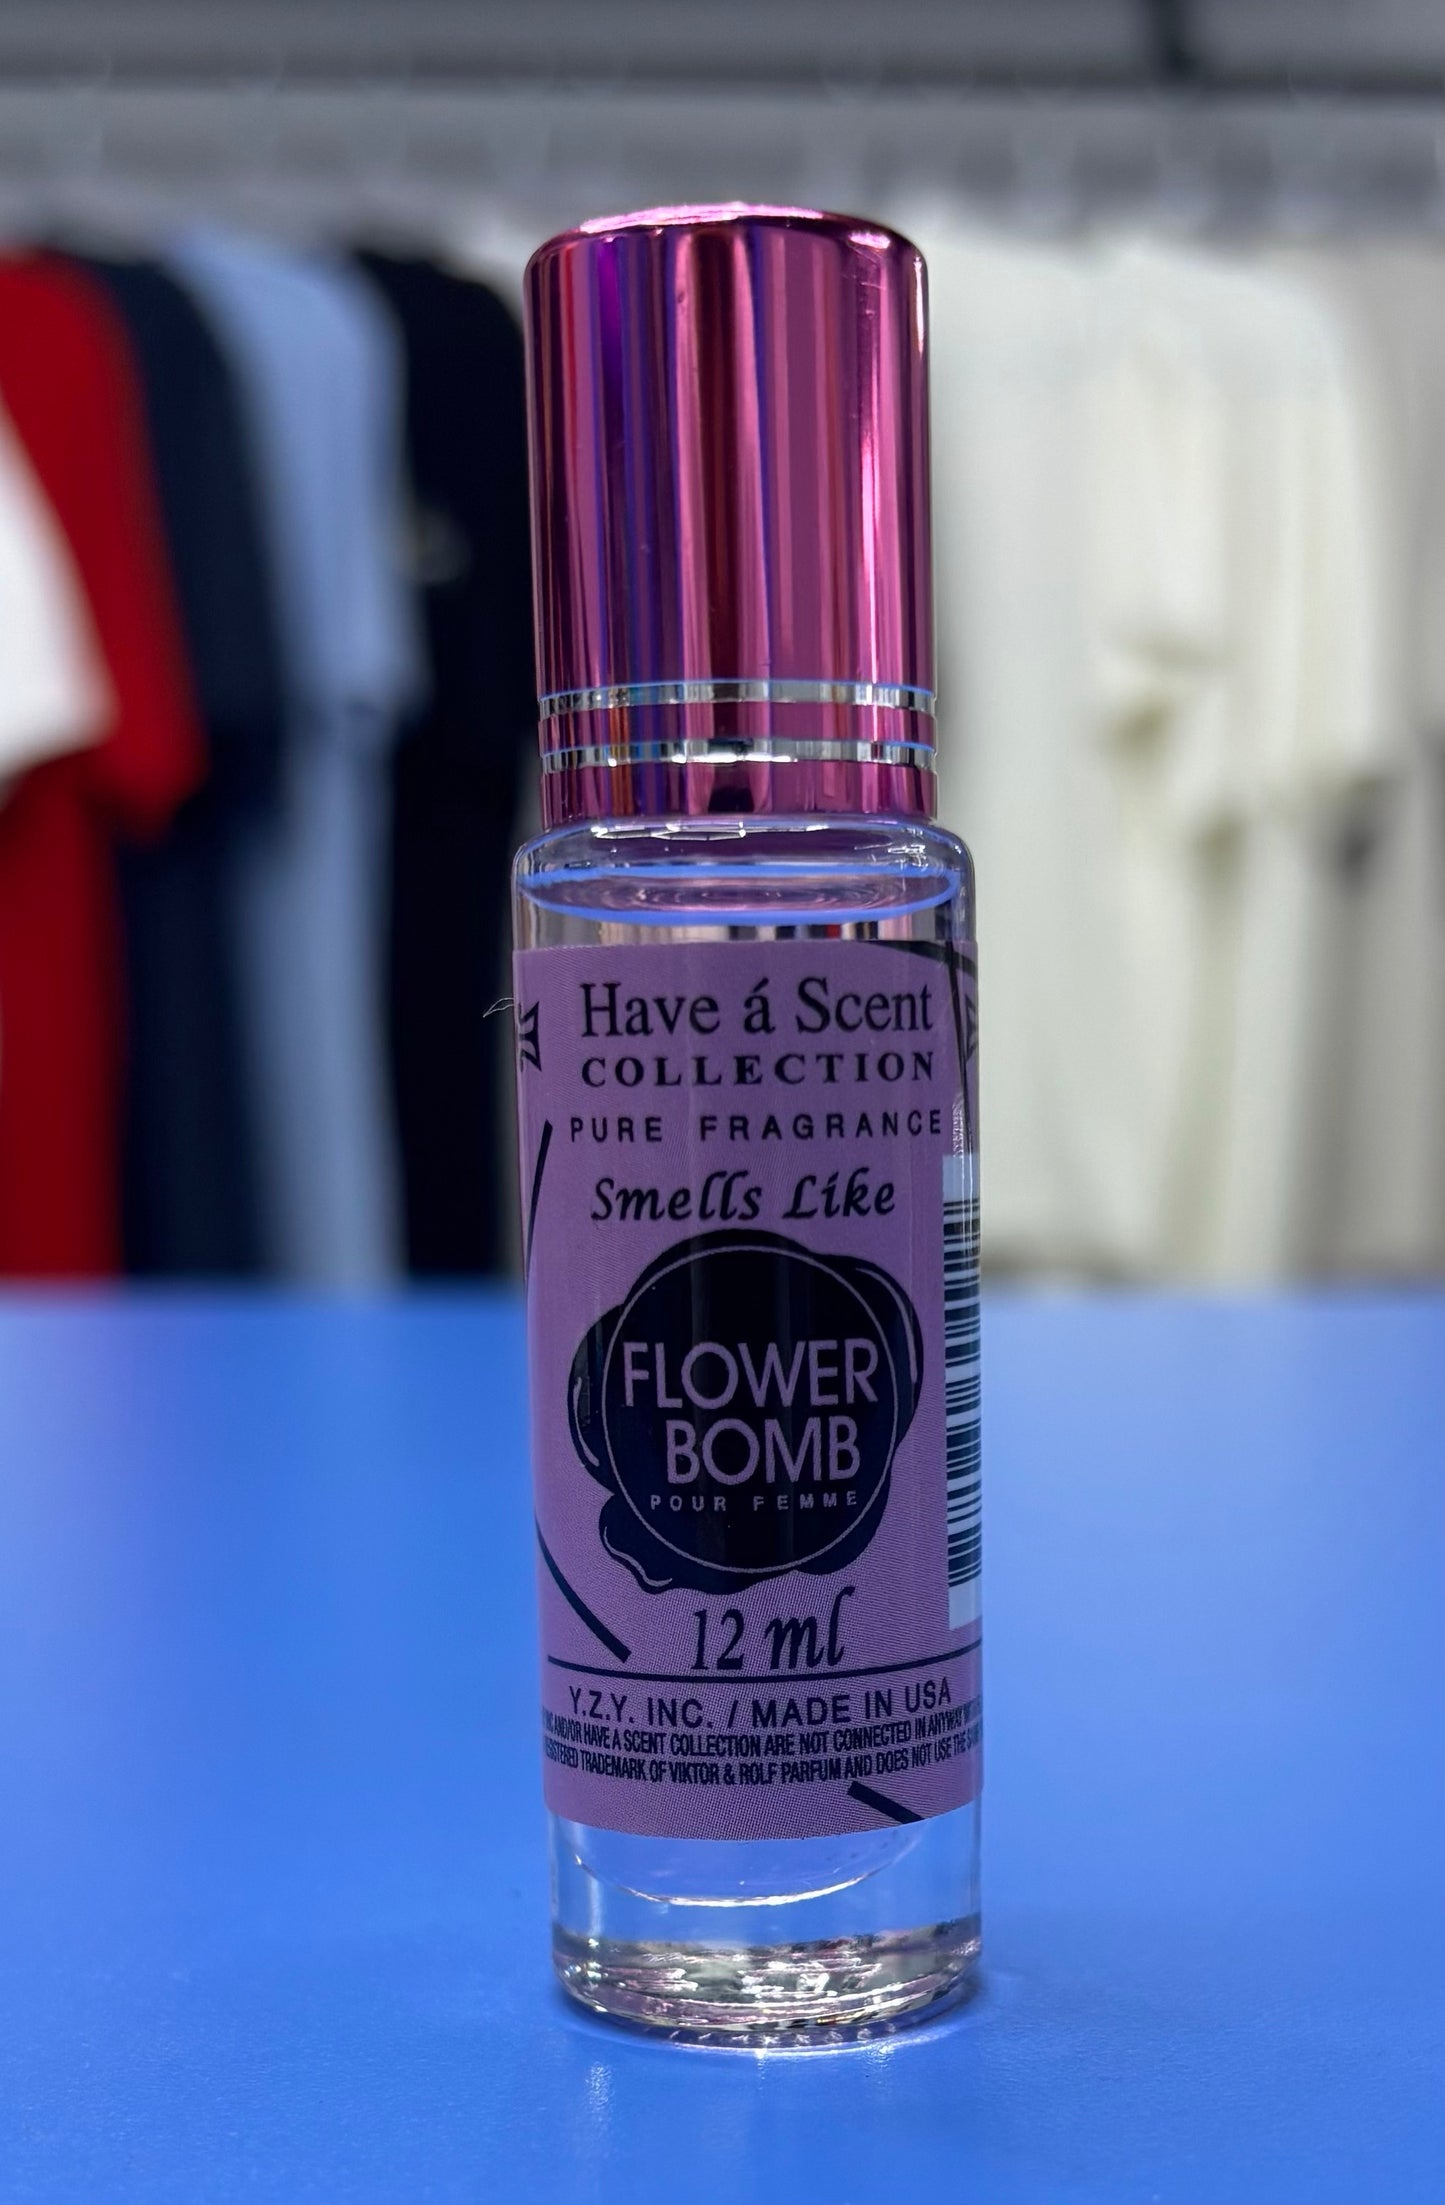 Have á Scent
COLLECTION
PURE FRAGRANCE
Smells Like
FLOWER
BOMB
POUR FEMME
12 ml
Y.Z.Y. INC. / MADE IN USA
AND/OR HAVE A SCENT COLLECTION ARE NOT CONNECTED IN ANYWAY
TRADEMARK OF VIKTOR & ROLF PARFUM AND DOES NOT USE THE